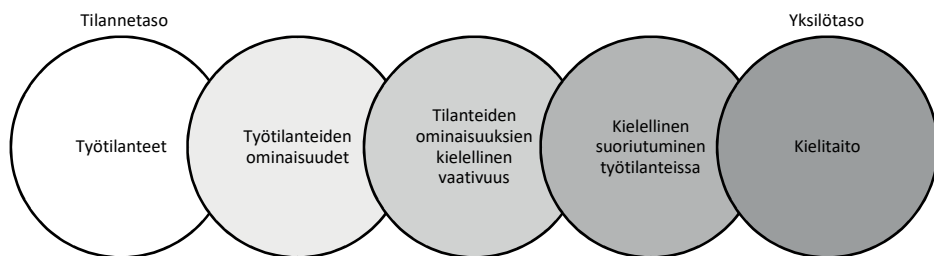 Tilannetaso
Yksilötaso
Työtilanteet
Työtilanteiden
ominaisuudet
Tilanteiden
ominaisuuksien
kielellinen
vaativuus
Kielellinen
suoriutuminen
työtilanteissa
Kielitaito